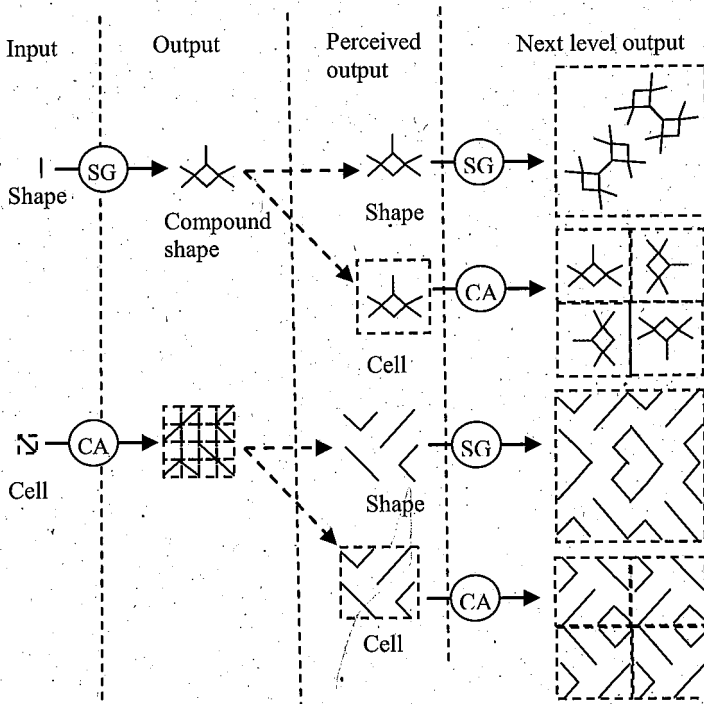 Input
Output
Perceived
output
Next level output
SG
Shape
Compound
shape
Shape
SG
Cell
CA
Cell
CA
Shape
SG
Cell
CA